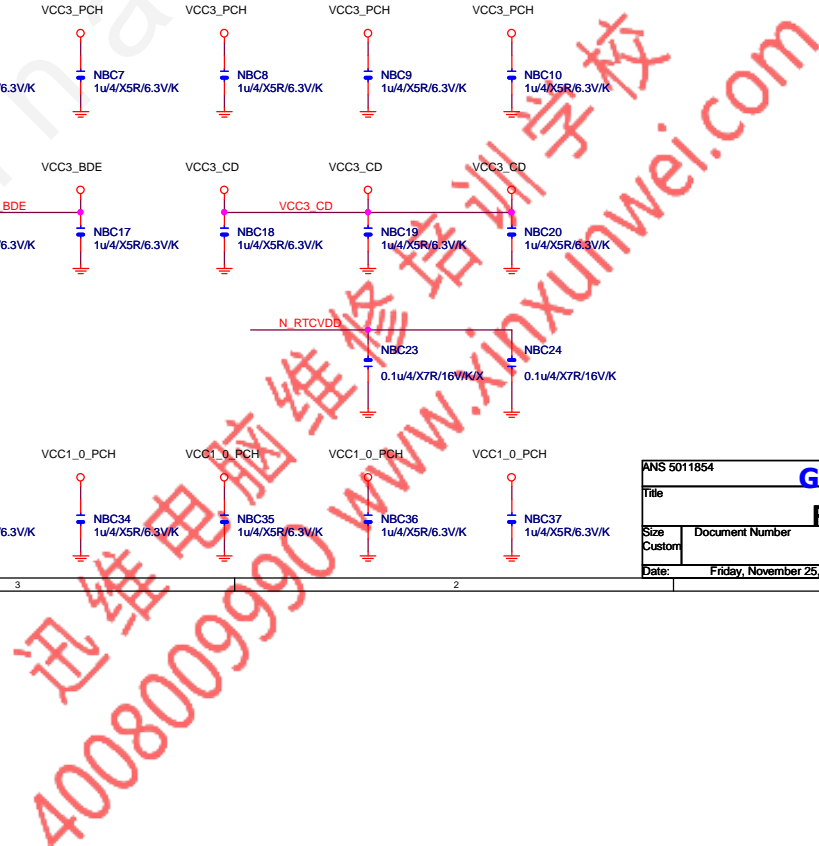 VCC3_PCH VCC3_PCH VCC3_PCH VCC3_PCH
NBC7 NBC8 NBC9 NBC10
6.3V/K 1u/4/X5R/6.3V/K 1u/4/X5R/6.3V/K 1u/4/X5R/6.3V/K 1u/4/X5R/6.3V/K
VCC3_BDE VCC3_CD VCC3_CD VCC3_CD
_BDE VCC3_CD
NBC17 NBC18 NBC19 NBC20
6.3V/K 1u/4/X5R/6.3V/K 1u/4/X5R/6.3V/K 1u/4/X5R/6.3V/K 1u/4/X5R/6.3V/K
N_RTCVDD
NBC23 NBC24
0.1u/4/X7R/16V/K/X 0.1u/4/X7R/16V/K
VCC1_0_PCH VCC1_0_PCH VCC1_0_PCH VCC1_0_PCH
NBC34 NBC35 NBC36 NBC37
6.3V/K 1u/4/X5R/6.3V/K 1u/4/X5R/6.3V/K 1u/4/X5R/6.3V/K 1u/4/X5R/6.3V/K
ANS 5011854
G
Title
Size Document Number
Custom
Date: Friday, November 25,
3 2
迅维电脑维修培训学校
4008009990 www.xinxunwei.com